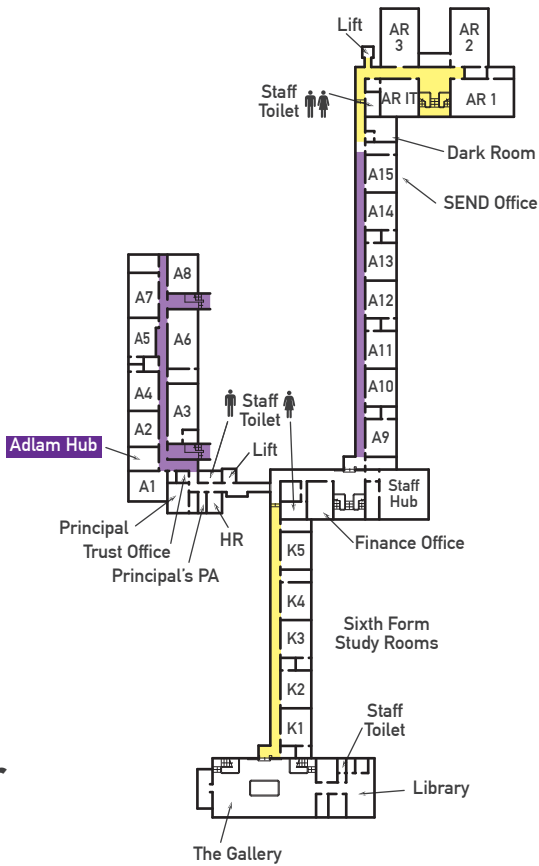 Lift
AR
3
AR
2
Staff
Toilet
AR IT
AR 1
Dark Room
A15
SEND Office
A14
A13
A8
A7
A12
A5
A6
A11
A4
A10
A3
Staff
Toilet
A2
A9
Adlam Hub
Lift
A1
Staff
Hub
Principal
Trust Office
HR
Principal's PA
Finance Office
K5
K4
Sixth Form
Study Rooms
K3
K2
K1
Staff
Toilet
Library
The Gallery